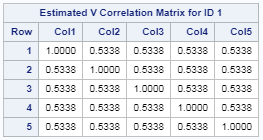 Estimated V Correlation Matrix for ID 1
Row Col1 Col2 Col3 Col4 Col5
1 1.0000 0.5338 0.5338 0.5338 0.5338
2 0.5338 1.0000 0.5338 0.5338 0.5338
3 0.5338 0.5338 1.0000 0.5338 0.5338
4 0.5338 0.5338 0.5338 1.0000 0.5338
5 0.5338 0.5338 0.5338 0.5338 1.0000